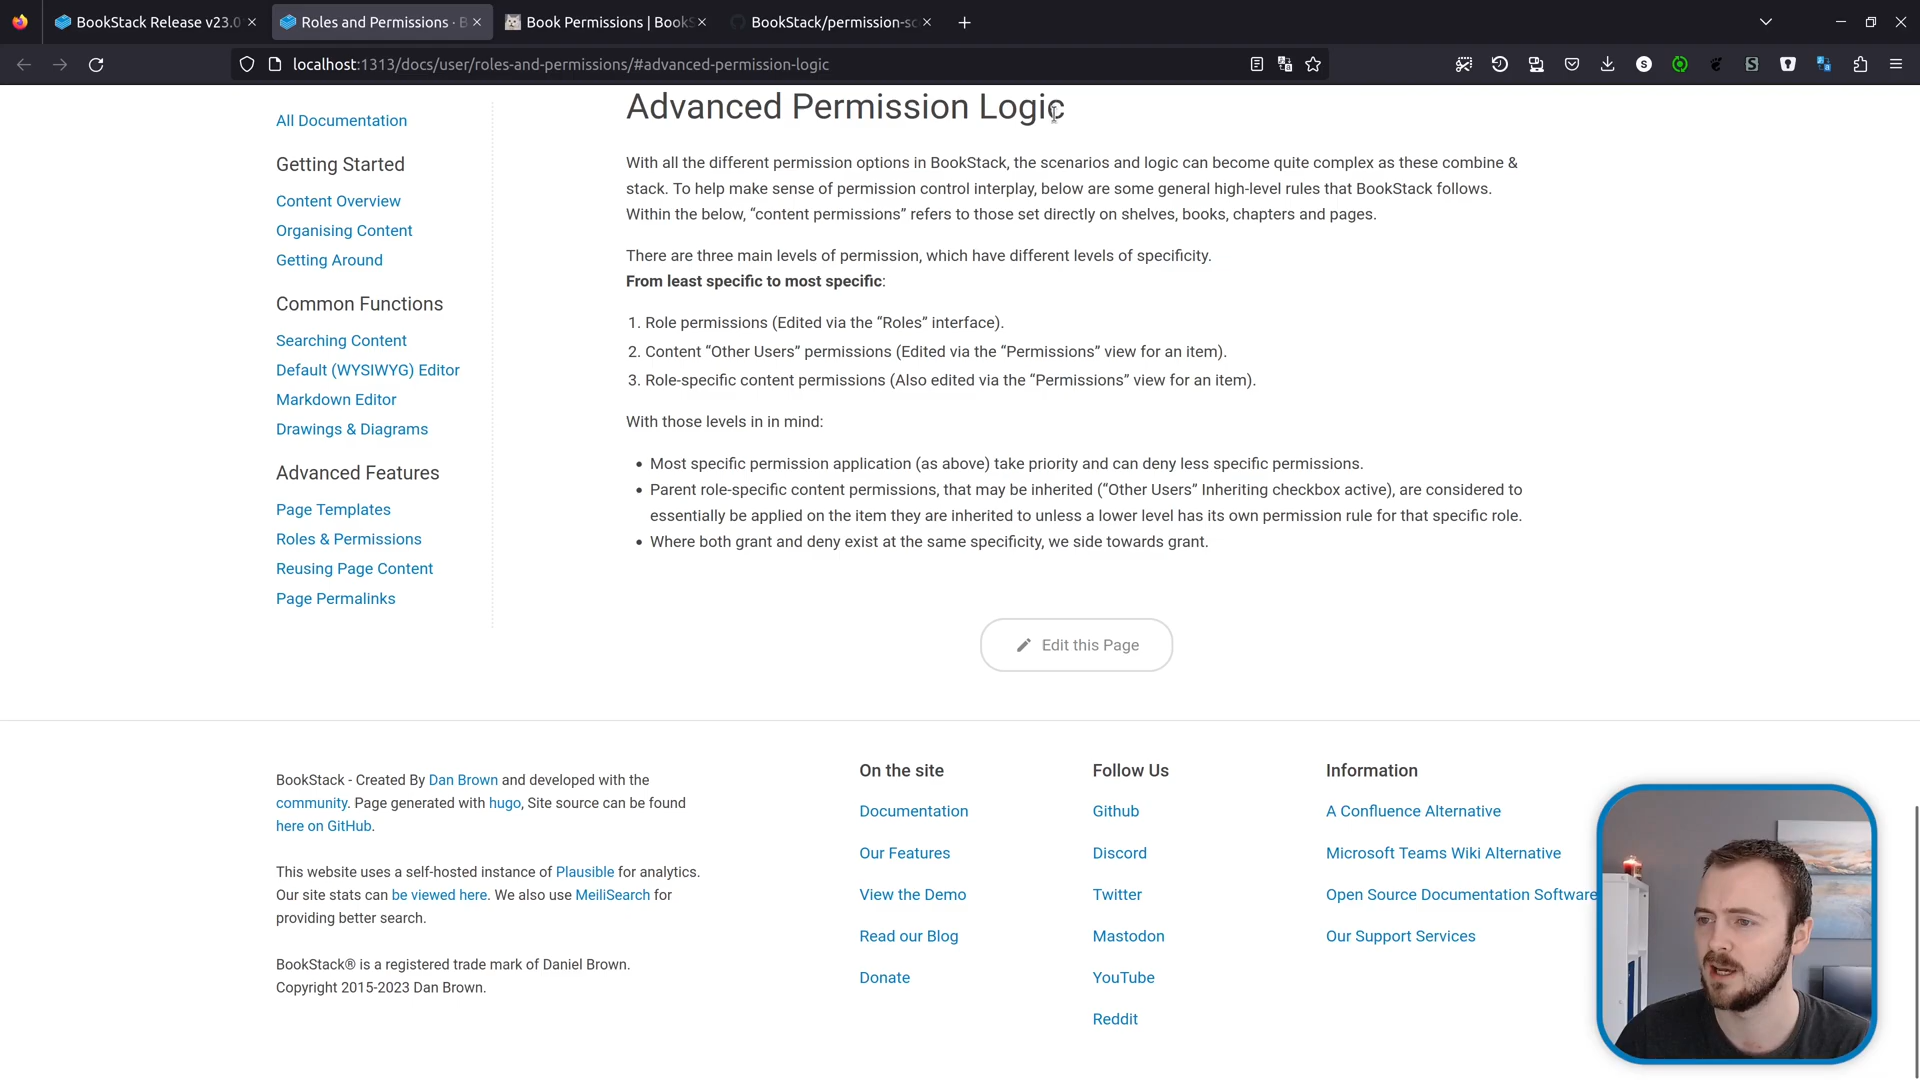 BookStack Release v23.0
Roles and Permissions · B
Book Permissions | BookS
BookStack/permission-sc
localhost:1313/docs/user/roles-and-permissions/#advanced-permission-logic
All Documentation
Getting Started
Content Overview
Organising Content
Getting Around
Common Functions
Searching Content
Default (WYSIWYG) Editor
Markdown Editor
Drawings & Diagrams
Advanced Features
Page Templates
Roles & Permissions
Reusing Page Content
Page Permalinks
Advanced Permission Logic
With all the different permission options in BookStack, the scenarios and logic can become quite complex as these combine &
stack. To help make sense of permission control interplay, below are some general high-level rules that BookStack follows.
Within the below, “content permissions” refers to those set directly on shelves, books, chapters and pages.
There are three main levels of permission, which have different levels of specificity.
From least specific to most specific:
1. Role permissions (Edited via the “Roles” interface).
2. Content “Other Users” permissions (Edited via the “Permissions” view for an item).
3. Role-specific content permissions (Also edited via the “Permissions” view for an item).
With those levels in in mind:
• Most specific permission application (as above) take priority and can deny less specific permissions.
• Parent role-specific content permissions, that may be inherited (“Other Users” Inheriting checkbox active), are considered to
essentially be applied on the item they are inherited to unless a lower level has its own permission rule for that specific role.
• Where both grant and deny exist at the same specificity, we side towards grant.
Edit this Page
BookStack - Created By Dan Brown and developed with the
community. Page generated with hugo, Site source can be found
here on GitHub.
This website uses a self-hosted instance of Plausible for analytics.
Our site stats can be viewed here. We also use MeiliSearch for
providing better search.
BookStack® is a registered trade mark of Daniel Brown.
Copyright 2015-2023 Dan Brown.
On the site
Documentation
Our Features
View the Demo
Read our Blog
Donate
Follow Us
Github
Discord
Twitter
Mastodon
YouTube
Reddit
Information
A Confluence Alternative
Microsoft Teams Wiki Alternative
Open Source Documentation Software
Our Support Services